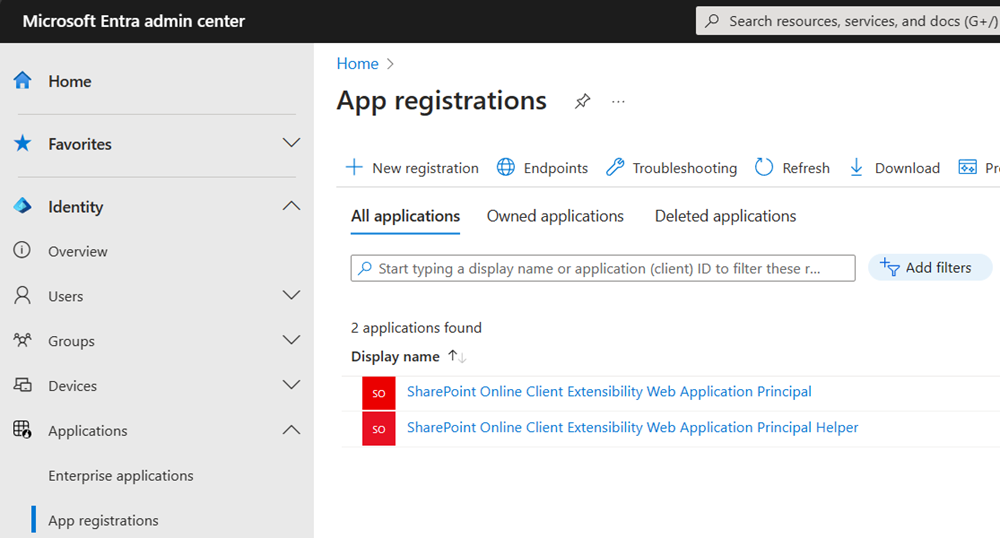 Microsoft Entra admin center
Search resources, services, and docs (G+/)
Home
Favorites
Identity
Overview
Users
Groups
Devices
Applications
Enterprise applications
App registrations
Home
App registrations
New registration Endpoints Troubleshooting Refresh Download
All applications Owned applications Deleted applications
Start typing a display name or application (client) ID to filter these r...
Add filters
2 applications found
Display name
SO SharePoint Online Client Extensibility Web Application Principal
SO SharePoint Online Client Extensibility Web Application Principal Helper